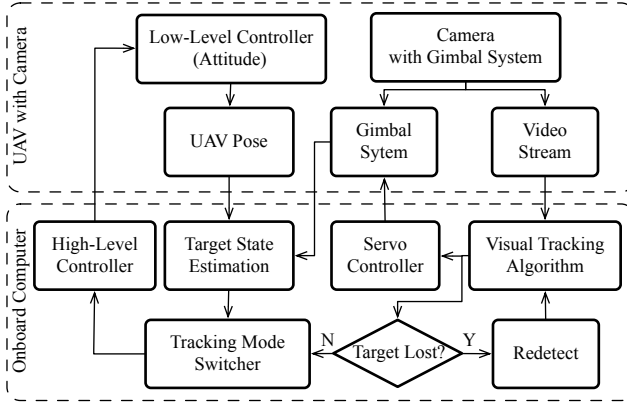 UAV with Camera
Low-Level Controller
(Attitude)
Camera
with Gimbal System
UAV Pose
Gimbal
Sytem
Video
Stream
Onboard Computer
High-Level
Controller
Target State
Estimation
Servo
Controller
Visual Tracking
Algorithm
Tracking Mode
Switcher
N
Target Lost?
Y
Redetect